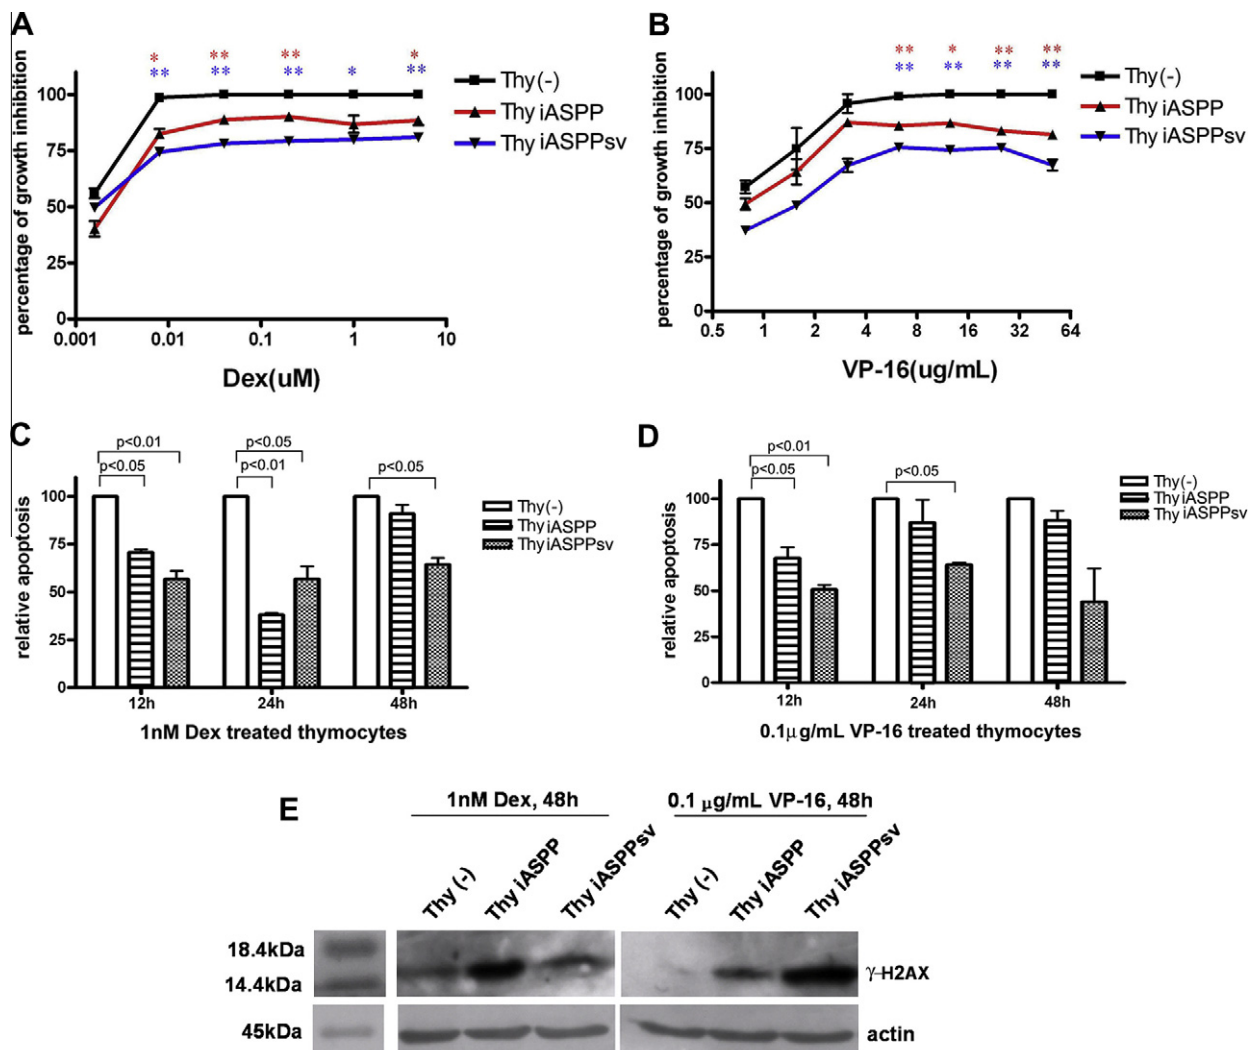 A
percentage of growth inhibition
100
75
50
25
0
0.001
0.01
0.1
1
10
Dex(uM)
* ** ** *
** ** ** * **
Thy(-)
Thy iASPP
Thy iASPPsv
B
percentage of growth inhibition
100
75
50
25
0
0.5
1
2
4
8
16
32
64
VP-16(ug/mL)
** * ** **
** ** ** **
Thy(-)
Thy iASPP
Thy iASPPsv
C
relative apoptosis
100
75
50
25
0
p<0.01
p<0.05
p<0.05
p<0.01
p<0.05
12h
24h
48h
1nM Dex treated thymocytes
Thy(-)
Thy iASPP
Thy iASPPsv
D
relative apoptosis
100
75
50
25
0
p<0.01
p<0.05
p<0.05
12h
24h
48h
0.1μg/mL VP-16 treated thymocytes
Thy(-)
Thy iASPP
Thy iASPPsv
E
1nM Dex, 48h
0.1 μg/mL VP-16, 48h
Thy (-)
Thy iASPP
Thy iASPPsv
Thy (-)
Thy iASPP
Thy iASPPsv
18.4kDa
14.4kDa
γ-H2AX
45kDa
actin